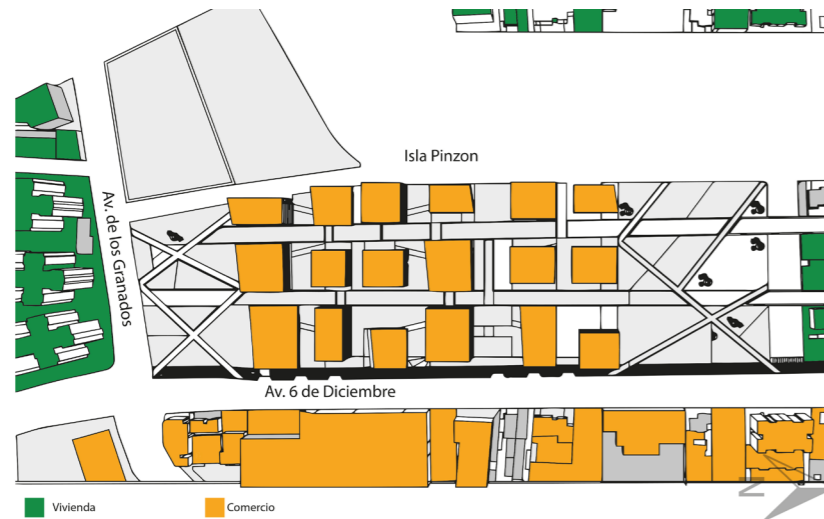 Isla Pinzon
Av. de los Granados
Av. 6 de Diciembre
N
Vivienda
Comercio